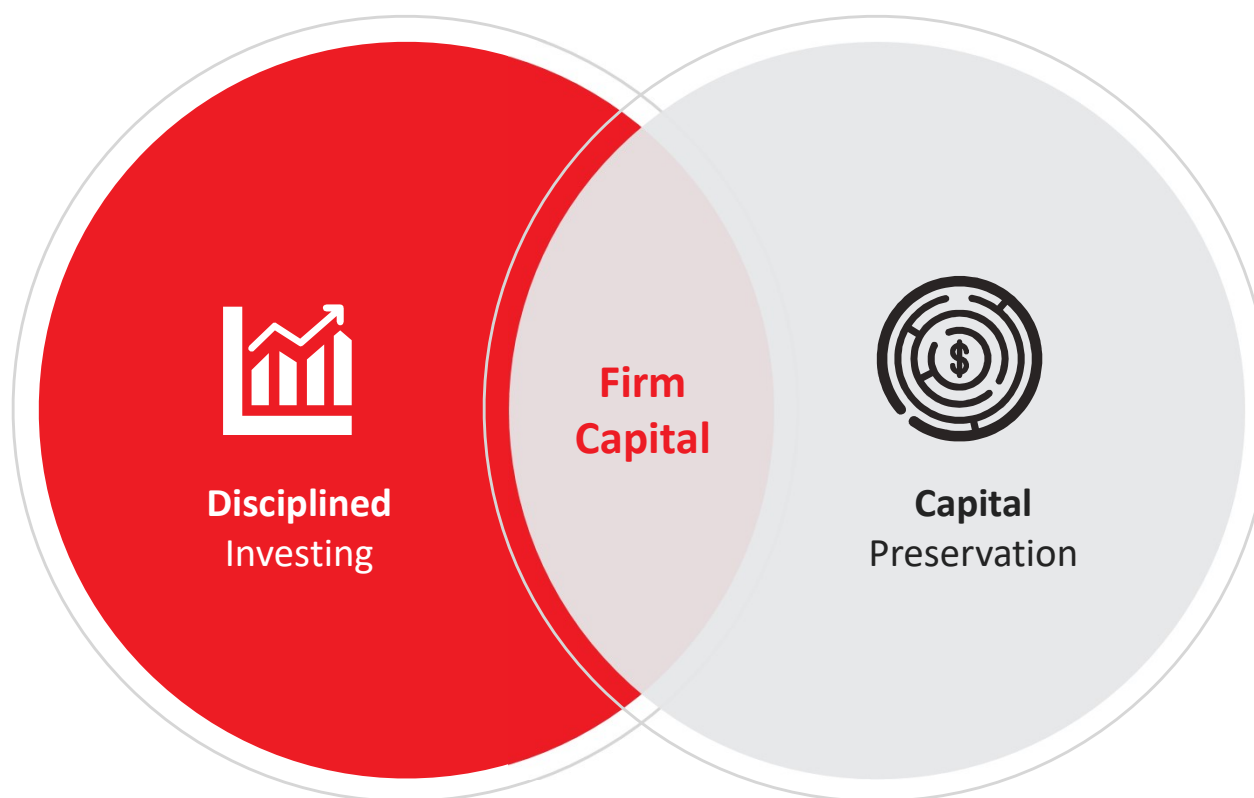 Disciplined
Investing
Firm
Capital
$
Capital
Preservation